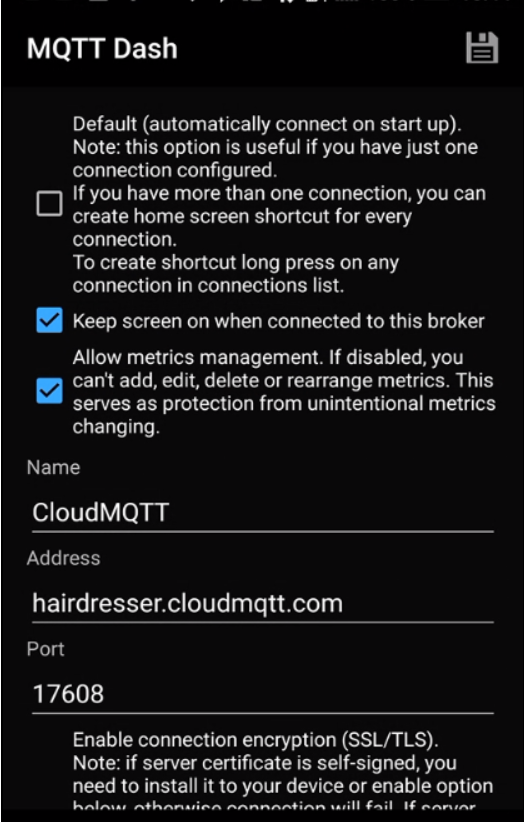 MQTT Dash
Default (automatically connect on start up).
Note: this option is useful if you have just one
connection configured.
If you have more than one connection, you can
create home screen shortcut for every
connection.
To create shortcut long press on any
connection in connections list.
Keep screen on when connected to this broker
Allow metrics management. If disabled, you
can't add, edit, delete or rearrange metrics. This
serves as protection from unintentional metrics
changing.
Name
CloudMQTT
Address
hairdresser.cloudmqtt.com
Port
17608
Enable connection encryption (SSL/TLS).
Note: if server certificate is self-signed, you
need to install it to your device or enable option
below, otherwise connection will fail. If server